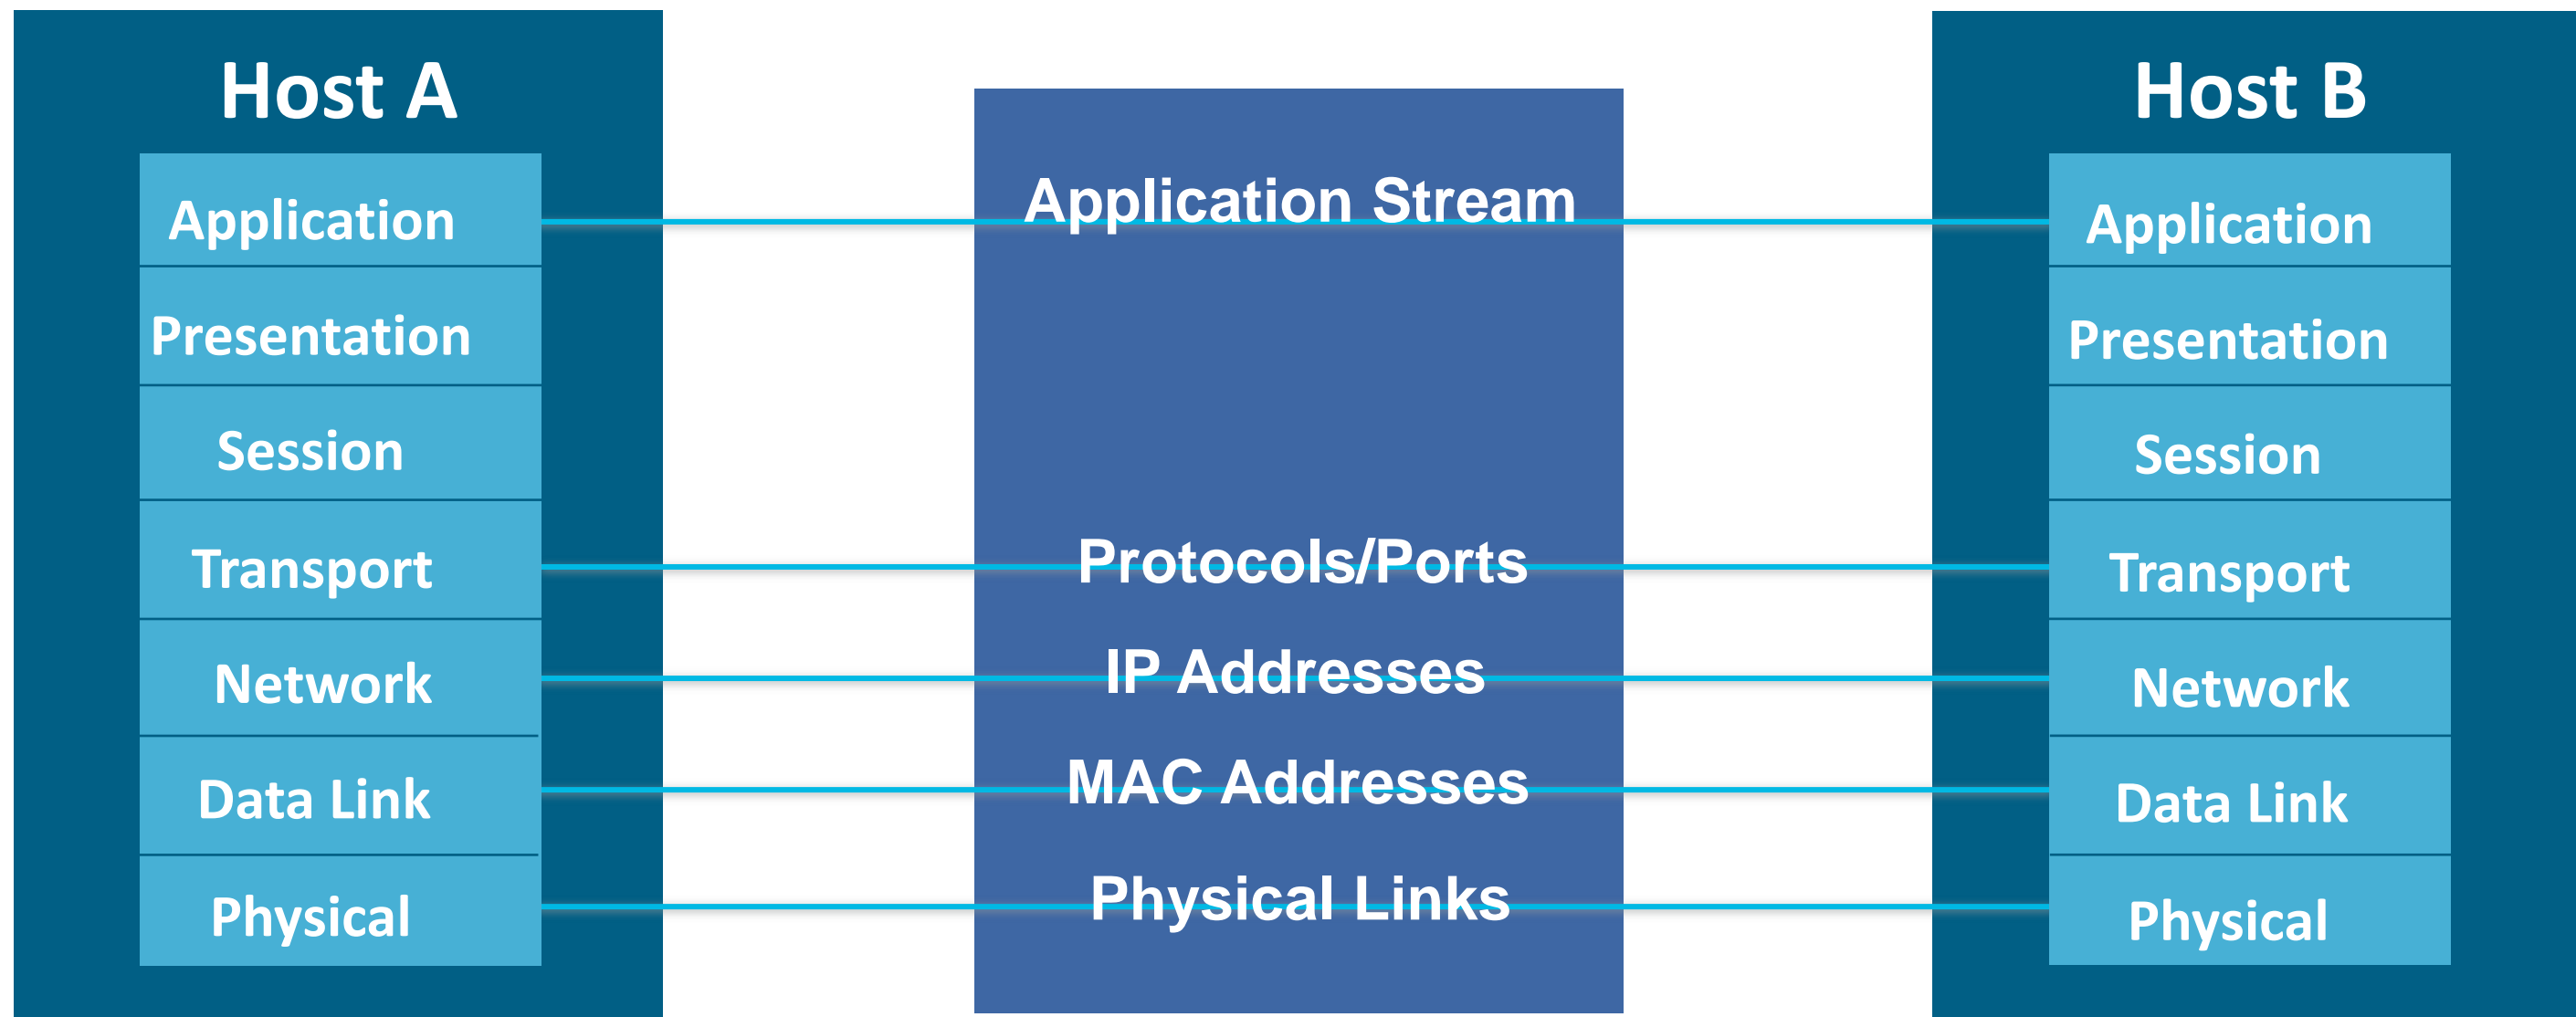 Host A
Application
Presentation
Session
Transport
Network
Data Link
Physical
Application Stream
Protocols/Ports
IP Addresses
MAC Addresses
Physical Links
Host B
Application
Presentation
Session
Transport
Network
Data Link
Physical